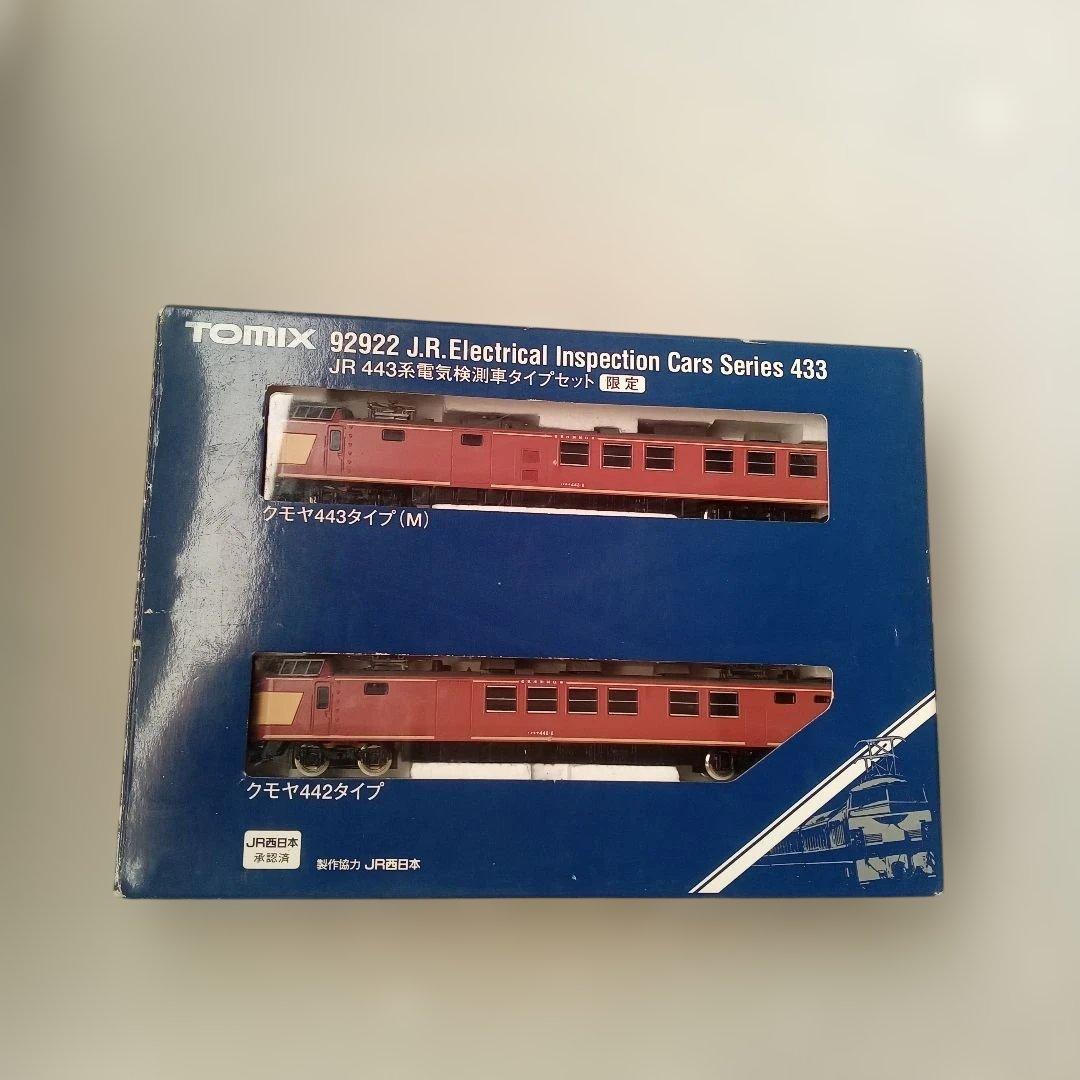 TOMIX 92922 J.R.Electrical Inspection Cars Series 433
JR 443系電気検測車タイプセット 限定
クモヤ443タイプ（M）
クモヤ442タイプ
JR西日本
承認済
製作協力 JR西日本